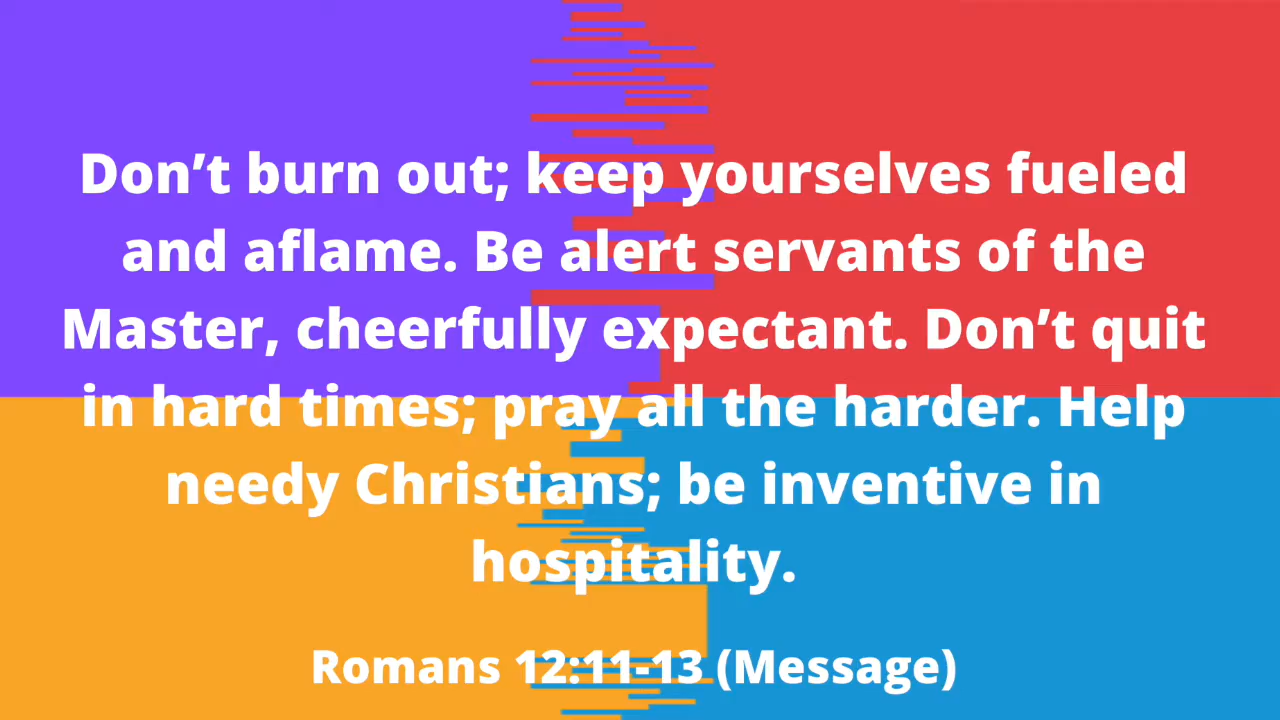 Don’t burn out; keep yourselves fueled
and aflame. Be alert servants of the
Master, cheerfully expectant. Don’t quit
in hard times; pray all the harder. Help
needy Christians; be inventive in
hospitality.
Romans 12:11-13 (Message)